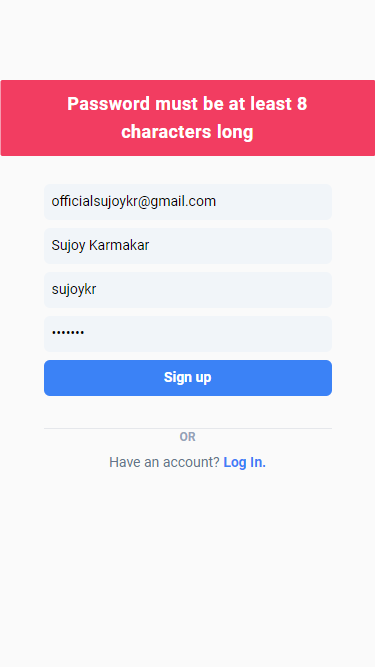 Password must be at least 8
characters long
officialsujoykr@gmail.com
Sujoy Karmakar
sujoykr
•••••••
Sign up
OR
Have an account? Log In.